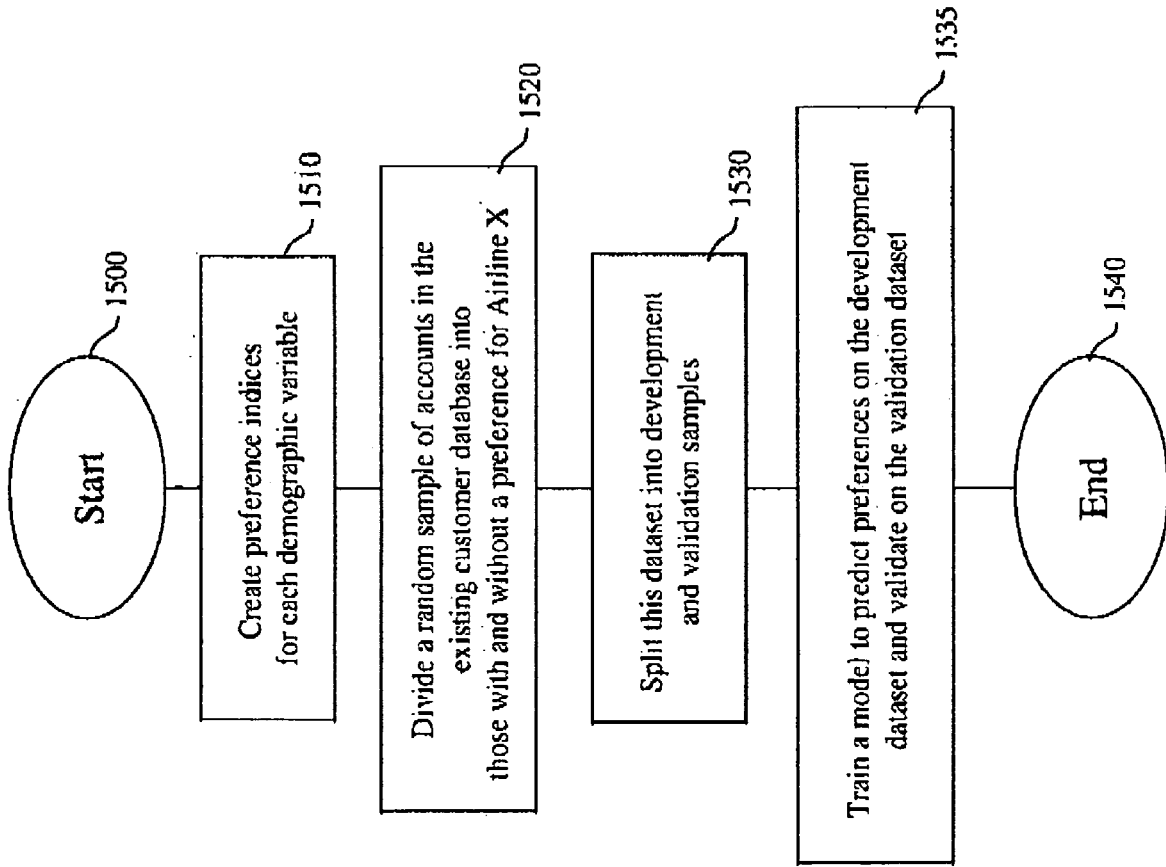 Start
1500
Create preference indices
for each demographic variable
1510
Divide a random sample of accounts in the
existing customer database into
those with and without a preference for Airline X
1520
Split this dataset into development
and validation samples
1530
Train a model to predict preferences on the development
dataset and validate on the validation dataset
1535
End
1540